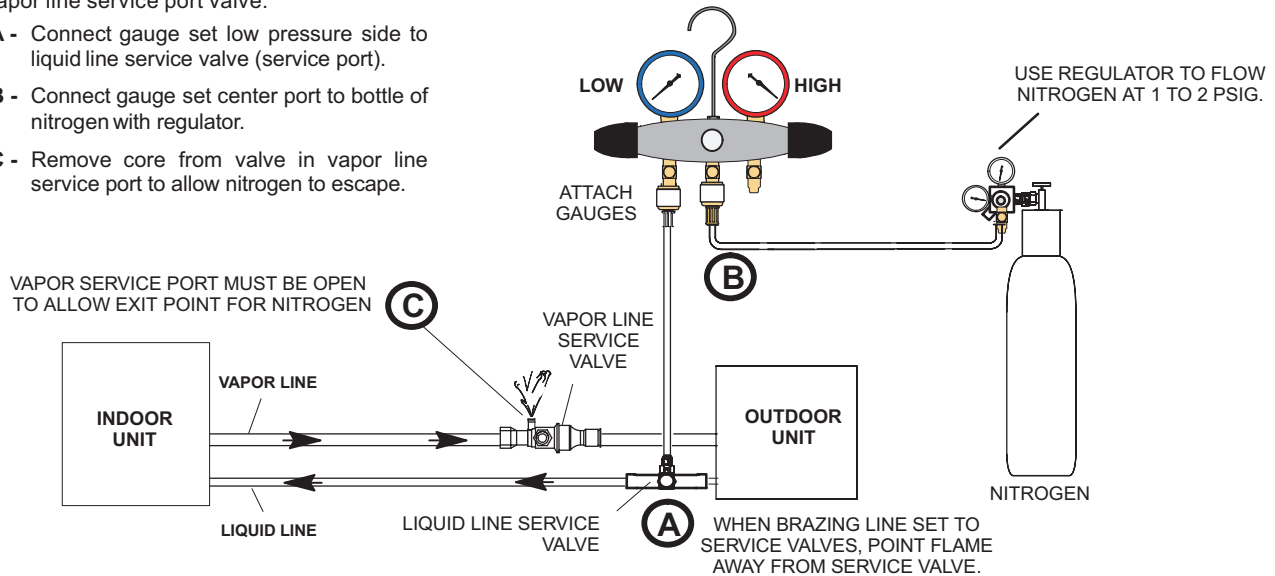 vapor line service port valve.
- Connect gauge set low pressure side to
liquid line service valve (service port).
- Connect gauge set center port to bottle of
nitrogen with regulator.
- Remove core from valve in vapor line
service port to allow nitrogen to escape.
LOW
HIGH
USE REGULATOR TO FLOW
NITROGEN AT 1 TO 2 PSIG.
ATTACH
GAUGES
B
VAPOR SERVICE PORT MUST BE OPEN
TO ALLOW EXIT POINT FOR NITROGEN
C
VAPOR LINE
SERVICE
VALVE
VAPOR LINE
INDOOR
UNIT
OUTDOOR
UNIT
NITROGEN
LIQUID LINE
LIQUID LINE SERVICE
VALVE
A
WHEN BRAZING LINE SET TO
SERVICE VALVES, POINT FLAME
AWAY FROM SERVICE VALVE.